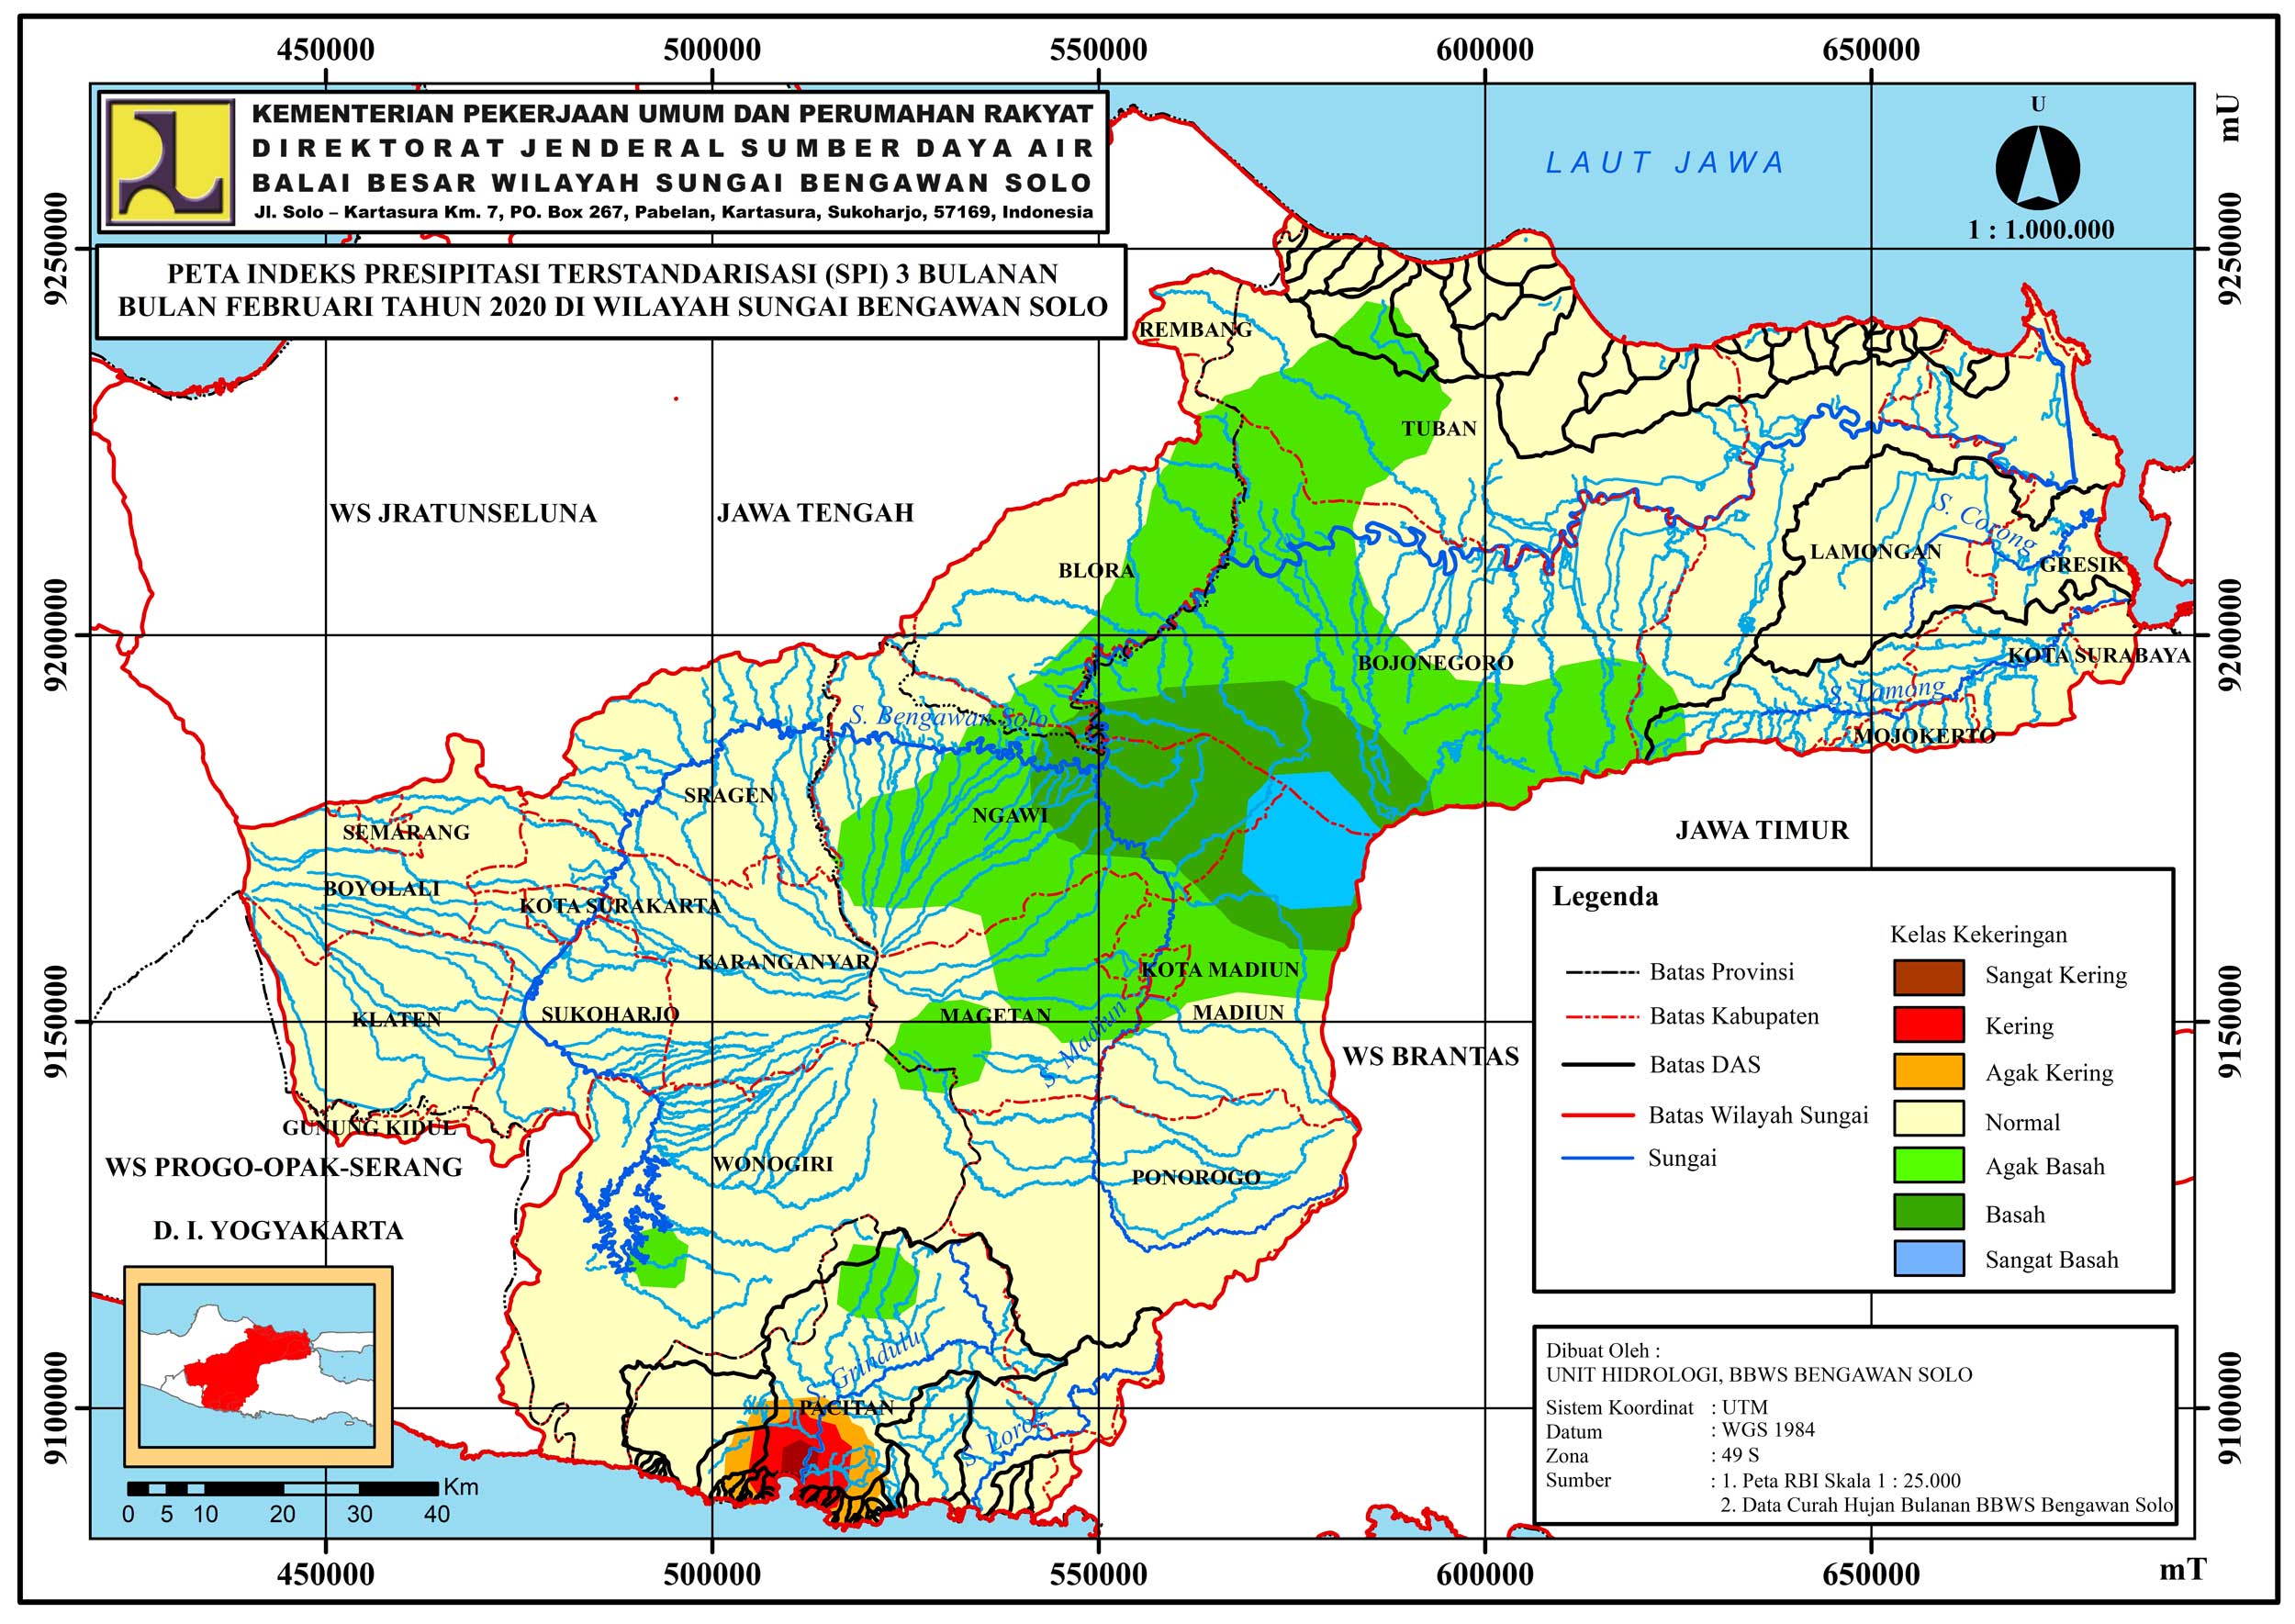 450000
500000
550000
600000
650000
mU
KEMENTERIAN PEKERJAAN UMUM DAN PERUMAHAN RAKYAT
DIREKTORAT JENDERAL SUMBER DAYA AIR
BALAI BESAR WILAYAH SUNGAI BENGAWAN SOLO
Jl. Solo – Kartasura Km. 7, PO. Box 267, Pabelan, Kartasura, Sukoharjo, 57169, Indonesia
PETA INDEKS PRESIPITASI TERSTANDARISASI (SPI) 3 BULANAN
BULAN FEBRUARI TAHUN 2020 DI WILAYAH SUNGAI BENGAWAN SOLO
LAUT JAWA
U
1 : 1.000.000
9250000
9250000
REMBANG
TUBAN
WS JRATUNSELUNA
JAWA TENGAH
S. Corong
LAMONGAN
GRESIK
BLORA
9200000
9200000
BOJONEGORO
KOTA SURABAYA
S. Lamong
S. Bengawan Solo
MOJOKERTO
SRAGEN
NGAWI
SEMARANG
JAWA TIMUR
BOYOLALI
KOTA SURAKARTA
KARANGANYAR
KOTA MADIUN
KLATEN
SUKOHARJO
MAGETAN
MADIUN
S. Madiun
9150000
9150000
WS BRANTAS
GUNUNG KIDUL
WS PROGO-OPAK-SERANG
WONOGIRI
PONOROGO
D. I. YOGYAKARTA
S. Grindulu
PACITAN
S. Lorog
9100000
9100000
Legenda
Batas Provinsi
Batas Kabupaten
Batas DAS
Batas Wilayah Sungai
Sungai
Kelas Kekeringan
Sangat Kering
Kering
Agak Kering
Normal
Agak Basah
Basah
Sangat Basah
Dibuat Oleh :
UNIT HIDROLOGI, BBWS BENGAWAN SOLO
Sistem Koordinat : UTM
Datum : WGS 1984
Zona : 49 S
Sumber : 1. Peta RBI Skala 1 : 25.000
2. Data Curah Hujan Bulanan BBWS Bengawan Solo
Km
0 5 10 20 30 40
450000
500000
550000
600000
650000
mT